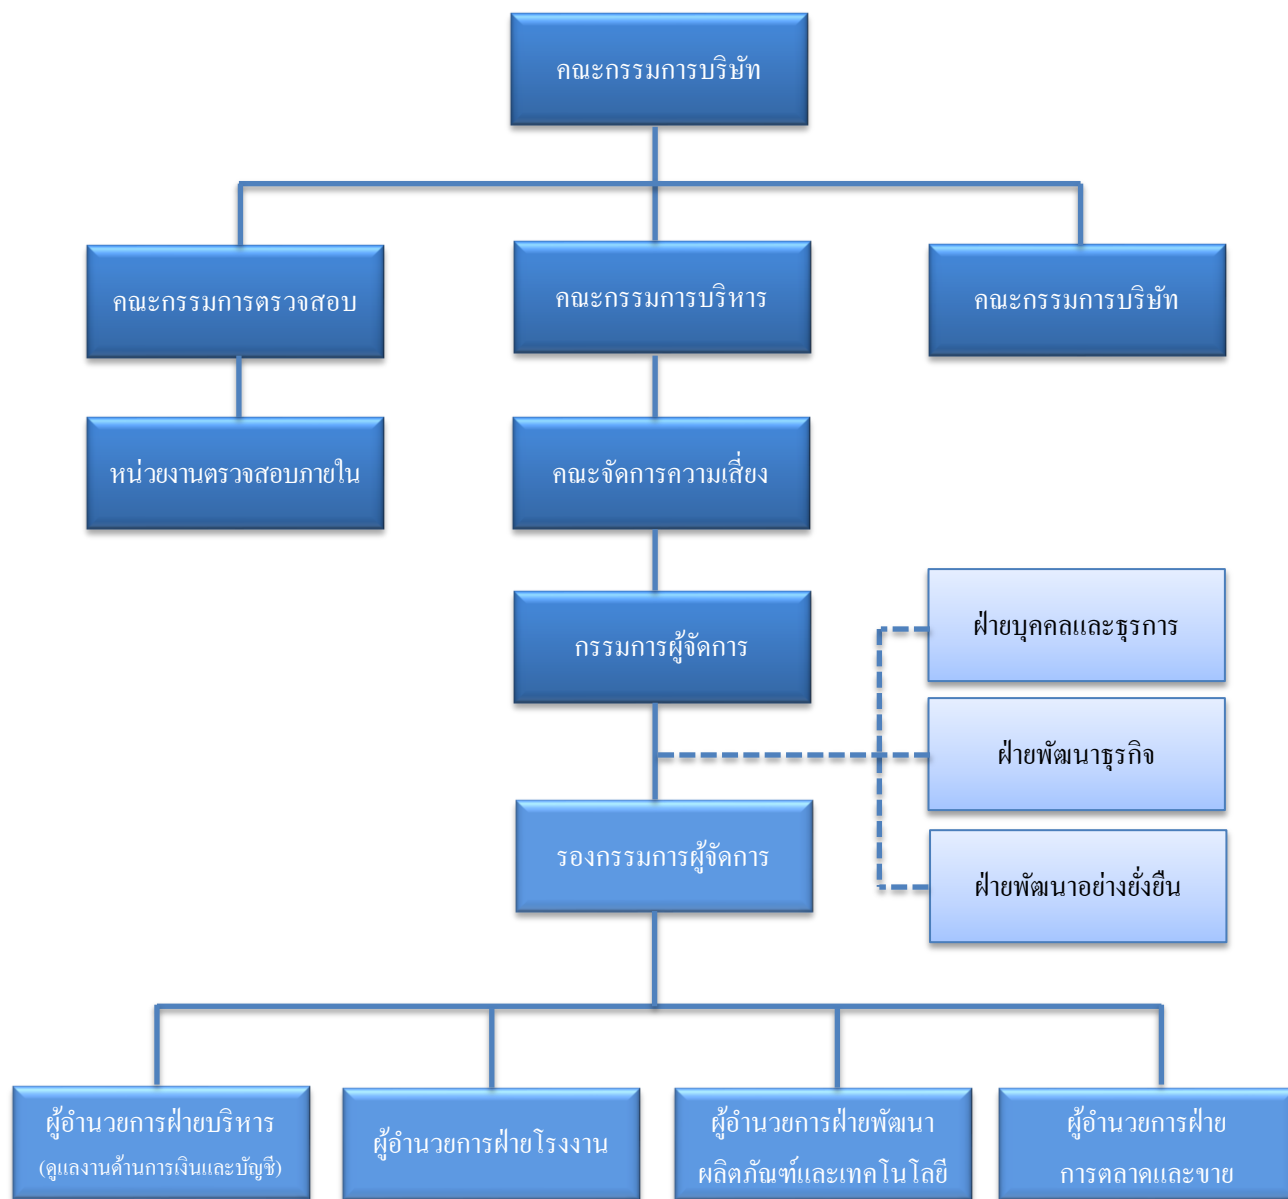 คณะกรรมการบริษัท
คณะกรรมการตรวจสอบ
คณะกรรมการบริหาร
คณะกรรมการบริษัท
หน่วยงานตรวจสอบภายใน
คณะจัดการความเสี่ยง
กรรมการผู้จัดการ
ฝ่ายบุคคลและธุรการ
ฝ่ายพัฒนาธุรกิจ
รองกรรมการผู้จัดการ
ฝ่ายพัฒนาอย่างยั่งยืน
ผู้อำนวยการฝ่ายบริหาร
(ดูแลงานด้านการเงินและบัญชี)
ผู้อำนวยการฝ่ายโรงงาน
ผู้อำนวยการฝ่ายพัฒนา
ผลิตภัณฑ์และเทคโนโลยี
ผู้อำนวยการฝ่าย
การตลาดและขาย